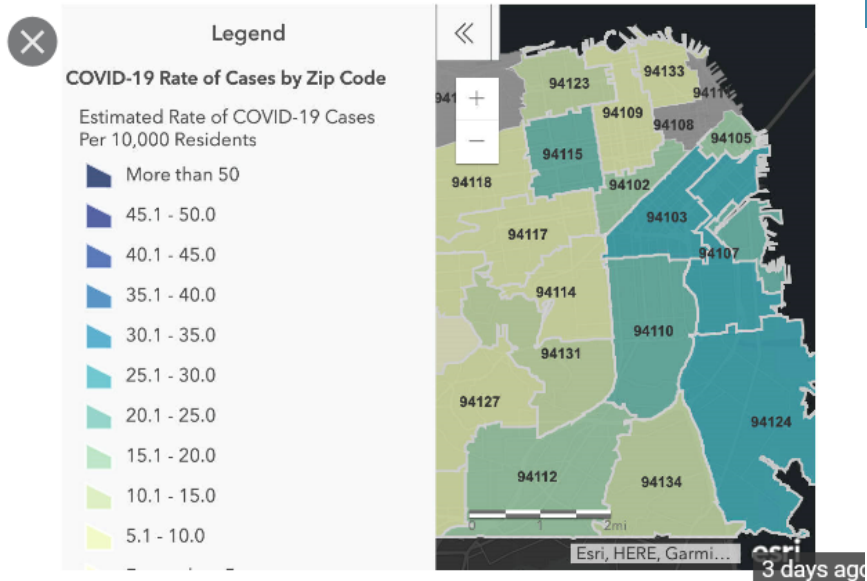 Legend
COVID-19 Rate of Cases by Zip Code
Estimated Rate of COVID-19 Cases
Per 10,000 Residents
More than 50
45.1 - 50.0
40.1 - 45.0
35.1 - 40.0
30.1 - 35.0
25.1 - 30.0
20.1 - 25.0
15.1 - 20.0
10.1 - 15.0
5.1 - 10.0
94133
94123
941
9411
94109
94108
94105
94115
94118
94102
94103
94117
94107
94114
94110
94131
94127
94124
94112
94134
0 1 2mi
Esri, HERE, Garmi...
esri
3 days ago